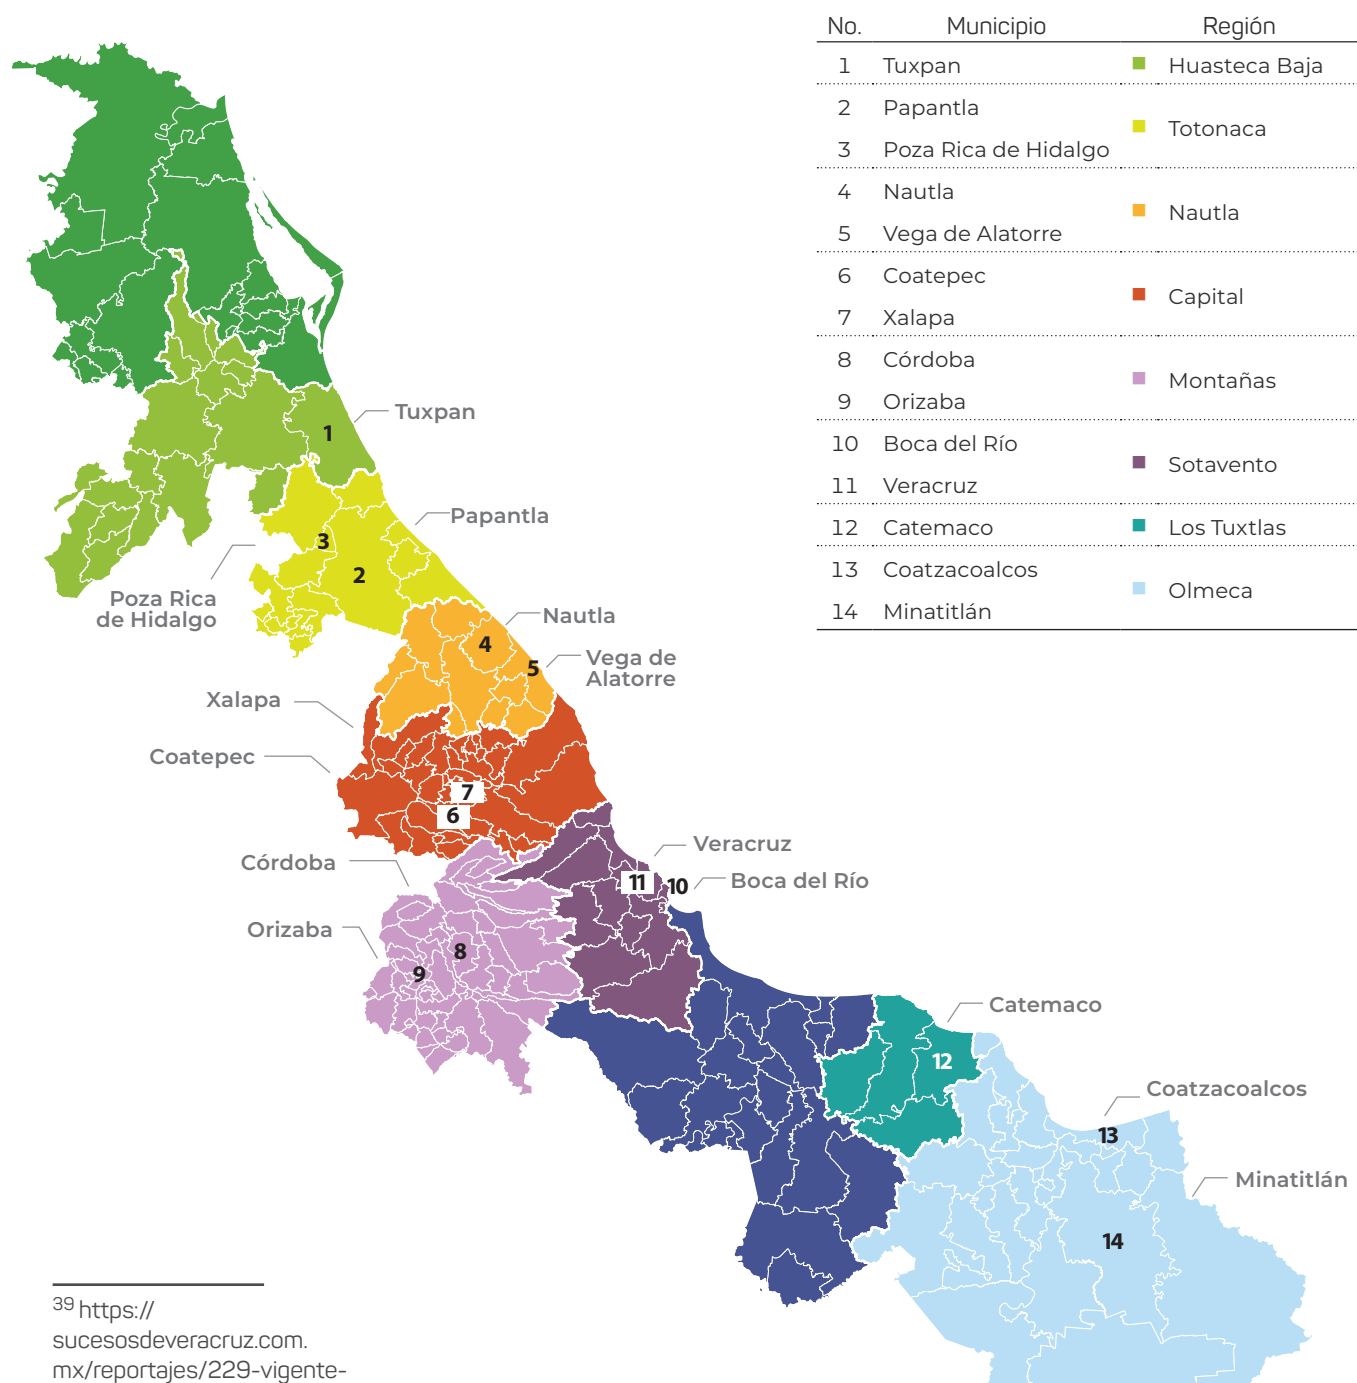 No. Municipio Región
1 Tuxpan Huasteca Baja
2 Papantla
Totonaca
3 Poza Rica de Hidalgo
4 Nautla
Nautla
5 Vega de Alatorre
6 Coatepec
Capital
7 Xalapa
8 Córdoba
Montañas
9 Orizaba
10 Boca del Río
Sotavento
11 Veracruz
12 Catemaco Los Tuxtlas
13 Coatzacoalcos
Olmeca
14 Minatitlán
Tuxpan
1
Papantla
3
2
Poza Rica
de Hidalgo
Nautla
4
Vega de
Alatorre
5
Xalapa
Coatepec
7
6
Veracruz
Córdoba
11
10
Boca del Río
Orizaba
8
9
Catemaco
12
Coatzacoalcos
13
Minatitlán
14
39 https://
sucesosdeveracruz.com.
mx/reportajes/229-vigente-